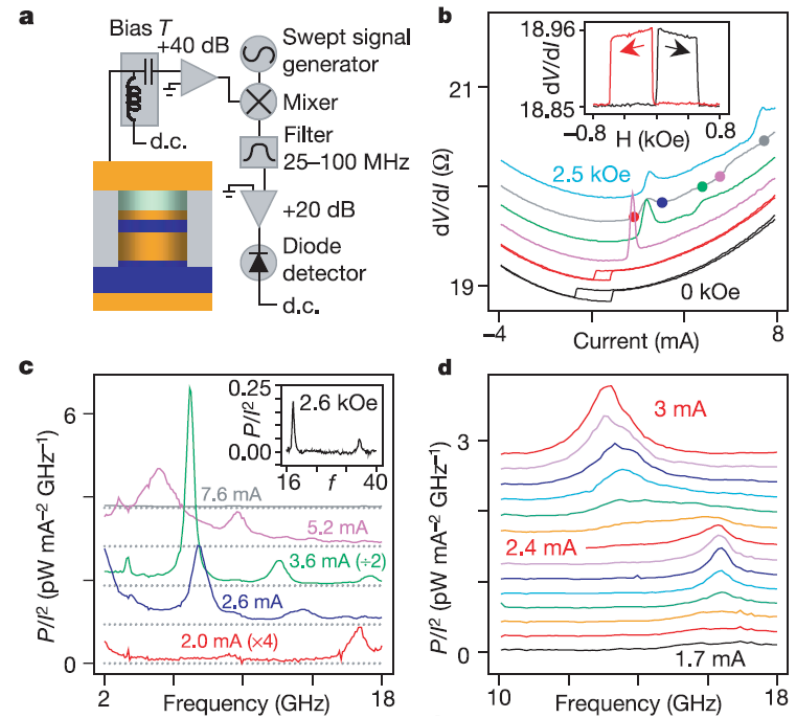 a
Bias T
+40 dB
Swept signal
generator
Mixer
Filter
25–100 MHz
d.c.
+20 dB
Diode
detector
d.c.
b
18.96
dV/dI
18.85
–0.8
H (kOe)
0.8
21
dV/dI (Ω)
19
2.5 kOe
0 kOe
–4
Current (mA)
8
c
6
P/I² (pW mA⁻² GHz⁻¹)
0
0.25
P/I²
0.00
2.6 kOe
16
f
40
7.6 mA
5.2 mA
3.6 mA (÷2)
2.6 mA
2.0 mA (×4)
2
Frequency (GHz)
18
d
3
P/I² (pW mA⁻² GHz⁻¹)
0
3 mA
2.4 mA
1.7 mA
10
Frequency (GHz)
18